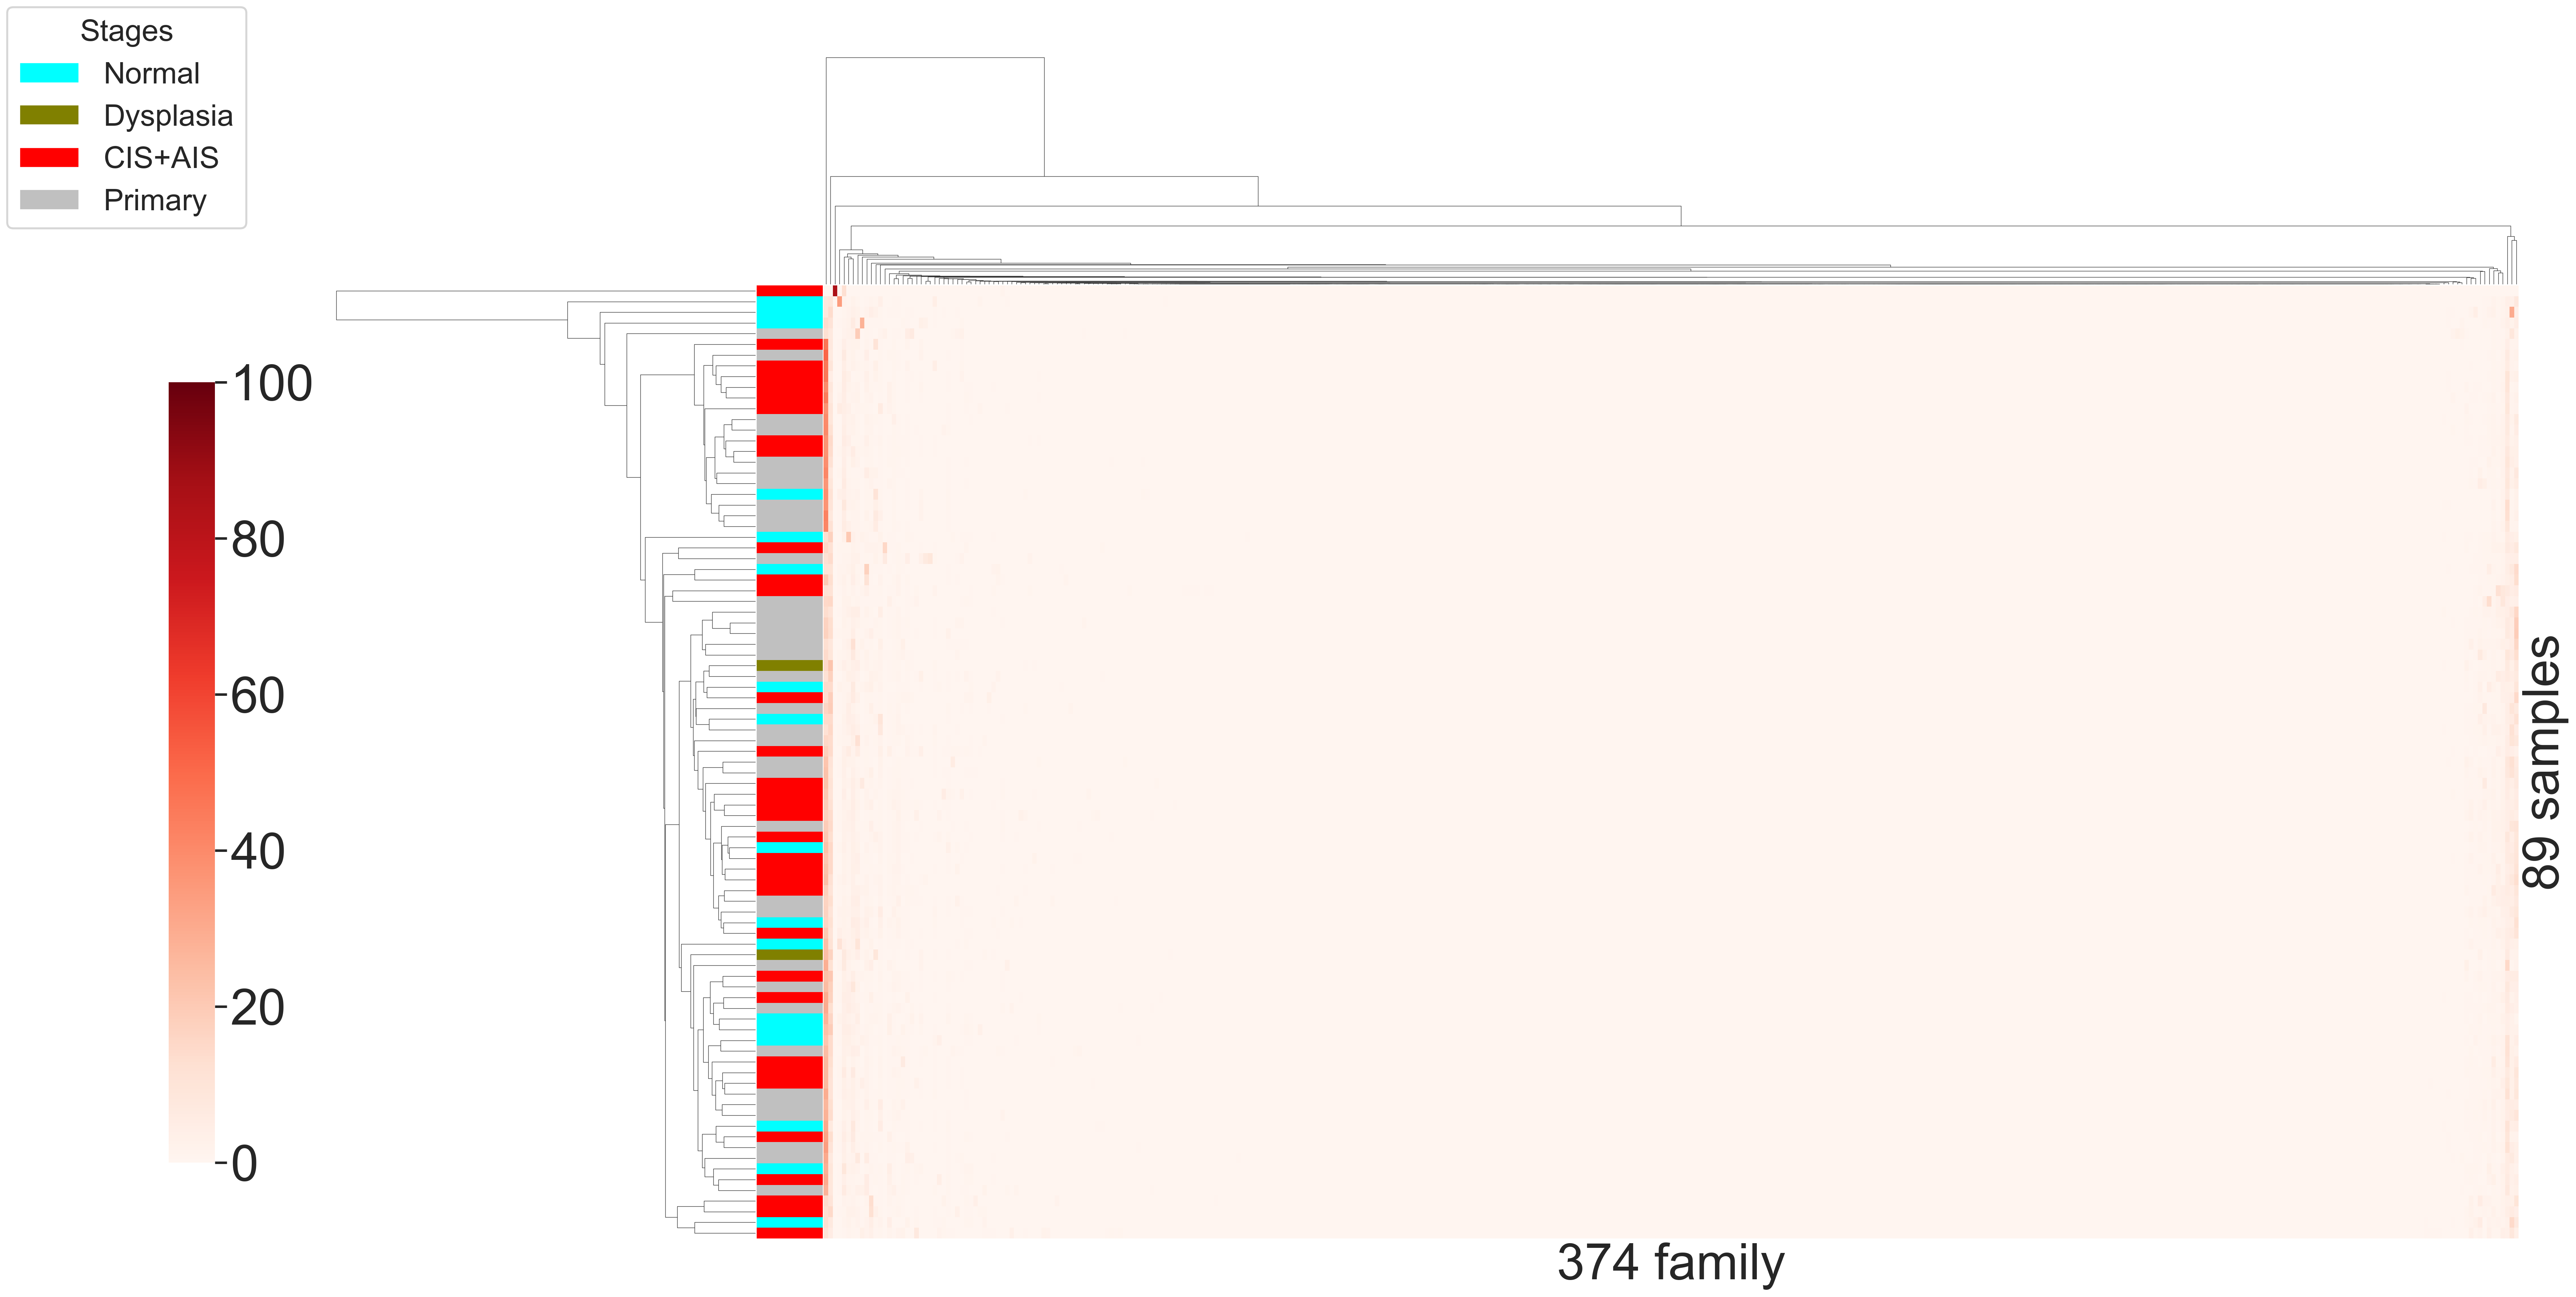 Stages
Normal
Dysplasia
CIS+AIS
Primary
100
80
60
40
20
0
89 samples
374 family